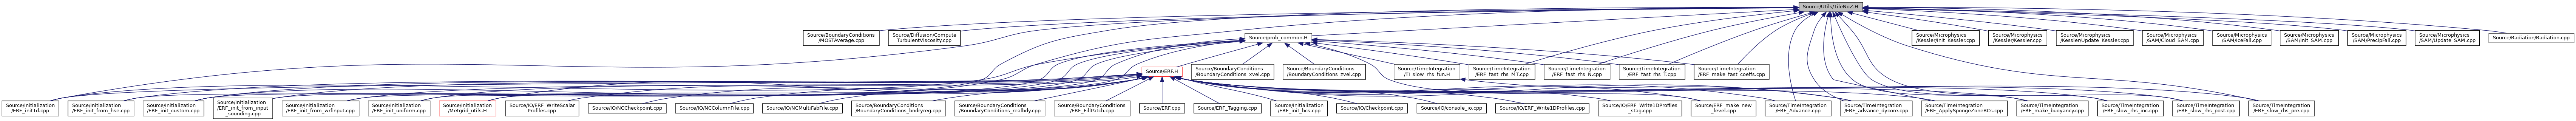 Source/Utils/TileNoZ.H
Source/BoundaryConditions
/MOSTAverage.cpp
Source/Diffusion/Compute
TurbulentViscosity.cpp
Source/prob_common.H
Source/Microphysics
/Kessler/Init_Kessler.cpp
Source/Microphysics
/Kessler/Kessler.cpp
Source/Microphysics
/Kessler/Update_Kessler.cpp
Source/Microphysics
/SAM/Cloud_SAM.cpp
Source/Microphysics
/SAM/IceFall.cpp
Source/Microphysics
/SAM/Init_SAM.cpp
Source/Microphysics
/SAM/PrecipFall.cpp
Source/Microphysics
/SAM/Update_SAM.cpp
Source/Radiation/Radiation.cpp
Source/ERF.H
Source/BoundaryConditions
/BoundaryConditions_xvel.cpp
Source/BoundaryConditions
/BoundaryConditions_zvel.cpp
Source/TimeIntegration
/TI_slow_rhs_fun.H
Source/TimeIntegration
/ERF_fast_rhs_MT.cpp
Source/TimeIntegration
/ERF_fast_rhs_N.cpp
Source/TimeIntegration
/ERF_fast_rhs_T.cpp
Source/TimeIntegration
/ERF_make_fast_coeffs.cpp
Source/Initialization
/ERF_init1d.cpp
Source/Initialization
/ERF_init_from_hse.cpp
Source/Initialization
/ERF_init_custom.cpp
Source/Initialization
/ERF_init_from_input
_sounding.cpp
Source/Initialization
/ERF_init_from_wrfinput.cpp
Source/Initialization
/ERF_init_uniform.cpp
Source/Initialization
/Metgrid_utils.H
Source/IO/ERF_WriteScalar
Profiles.cpp
Source/IO/NCCheckpoint.cpp
Source/IO/NCColumnFile.cpp
Source/IO/NCMultiFabFile.cpp
Source/BoundaryConditions
/BoundaryConditions_bndryreg.cpp
Source/BoundaryConditions
/BoundaryConditions_realbdy.cpp
Source/BoundaryConditions
/ERF_FillPatch.cpp
Source/ERF.cpp
Source/ERF_Tagging.cpp
Source/Initialization
/ERF_init_bcs.cpp
Source/IO/Checkpoint.cpp
Source/IO/console_io.cpp
Source/IO/ERF_Write1DProfiles.cpp
Source/IO/ERF_Write1DProfiles
_stag.cpp
Source/ERF_make_new
_level.cpp
Source/TimeIntegration
/ERF_Advance.cpp
Source/TimeIntegration
/ERF_advance_dycore.cpp
Source/TimeIntegration
/ERF_ApplySpongeZoneBCs.cpp
Source/TimeIntegration
/ERF_make_buoyancy.cpp
Source/TimeIntegration
/ERF_slow_rhs_inc.cpp
Source/TimeIntegration
/ERF_slow_rhs_post.cpp
Source/TimeIntegration
/ERF_slow_rhs_pre.cpp